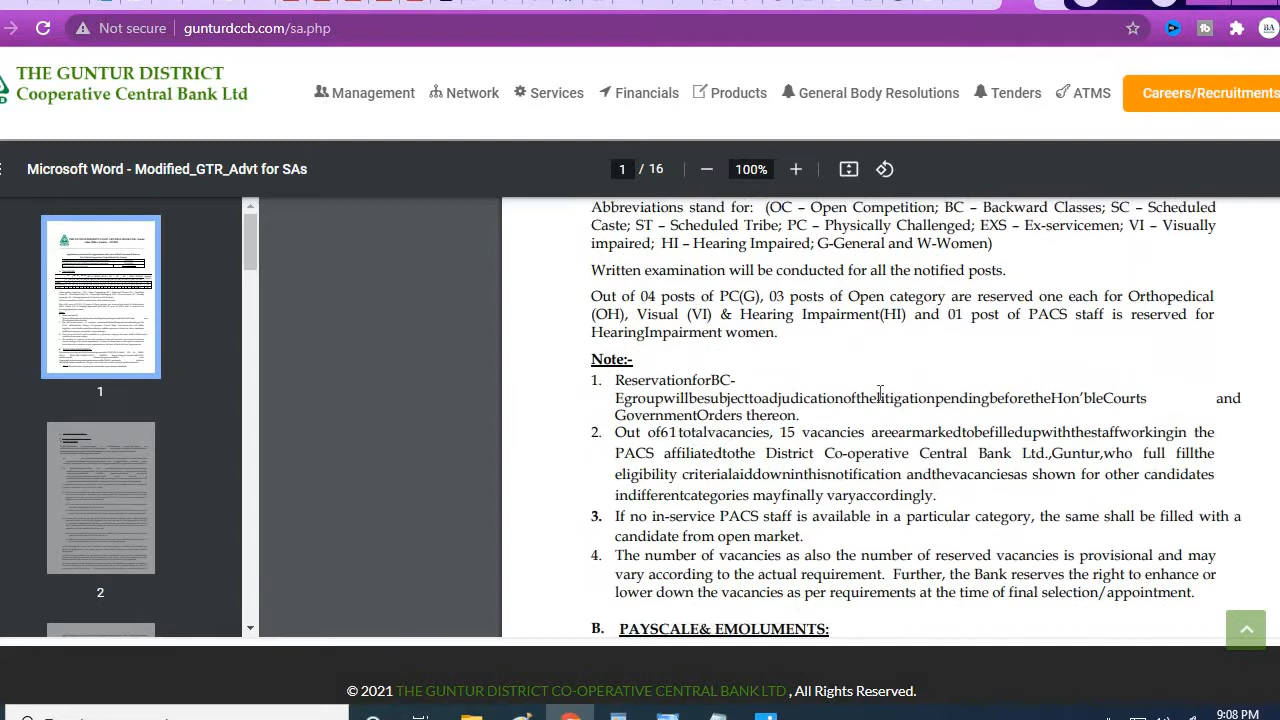 Not secure gunturdccb.com/sa.php
THE GUNTUR DISTRICT
Cooperative Central Bank Ltd
Management Network Services Financials Products General Body Resolutions Tenders ATMS Careers/Recruitments
Microsoft Word - Modified_GTR_Advt for SAs 1 / 16 100%
Abbreviations stand for: (OC – Open Competition; BC – Backward Classes; SC – Scheduled
Caste; ST – Scheduled Tribe; PC – Physically Challenged; EXS – Ex-servicemen; VI – Visually
impaired; HI – Hearing Impaired; G-General and W-Women)
Written examination will be conducted for all the notified posts.
Out of 04 posts of PC(G), posts of Open category are reserved one each for Orthopedical
(OH), Visual (VI) & Hearing Impairment(HI) and 01 post of PACS staff is reserved for
HearingImpairment women.
Note:-
1. ReservationforBC-
Egroupwillbesubjecttoadjudicationofthelitigationpendingbeforethe­Hon’bleCourts and
GovernmentOrders thereon.
2. Out of61totalvacancies, 15 vacancies areearmarkedtobefilledupwiththestaffworkingin the
PACS affiliatedtothe District Co-operative Central Bank Ltd.,Guntur,who full fillthe
eligibility criterialaiddowninthisnotification andthevacanciesas shown for other candidates
indifferentcategories mayfinally varyaccordingly.
3. If no in-service PACS staff is available in a particular category, the same shall be filled with a
candidate from open market.
4. The number of vacancies as also the number of reserved vacancies is provisional and may
vary according to the actual requirement. Further, the Bank reserves the right to enhance or
lower down the vacancies as per requirements at the time of final selection/appointment.
B. PAYSCALE& EMOLUMENTS:
1
2
© 2021 THE GUNTUR DISTRICT CO-OPERATIVE CENTRAL BANK LTD , All Rights Reserved.
9:08 PM